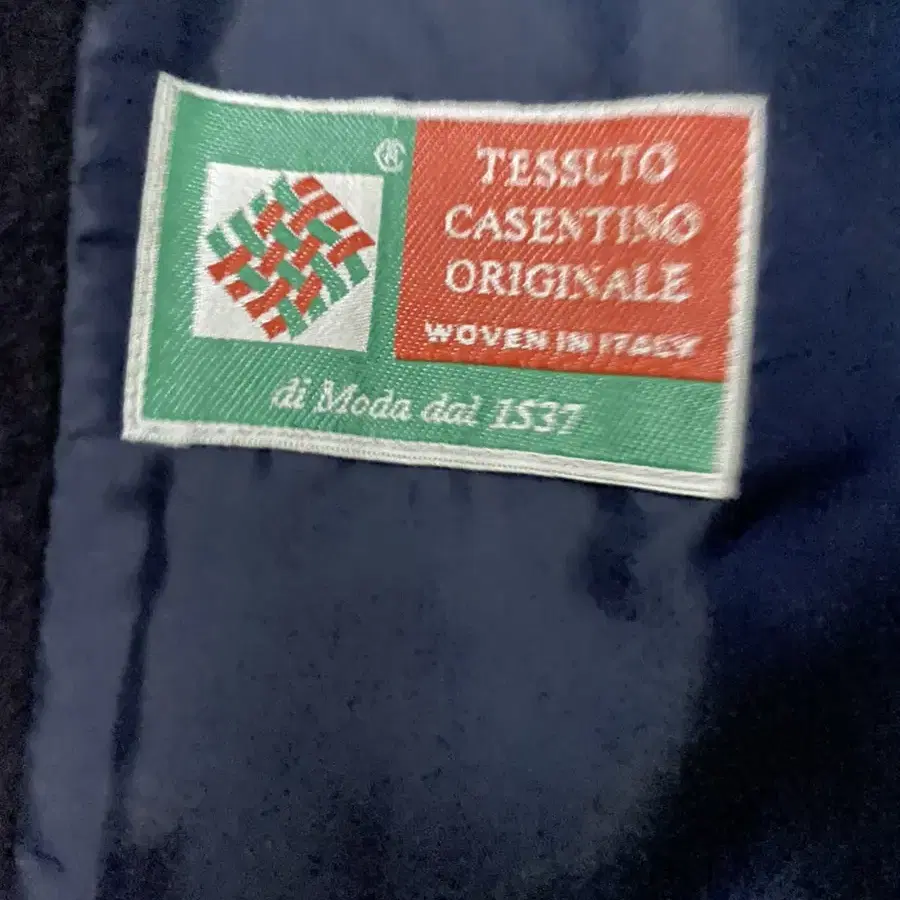 TESSUTO
CASENTINO
ORIGINALE
WOVEN IN ITALY
di Moda dal 1537